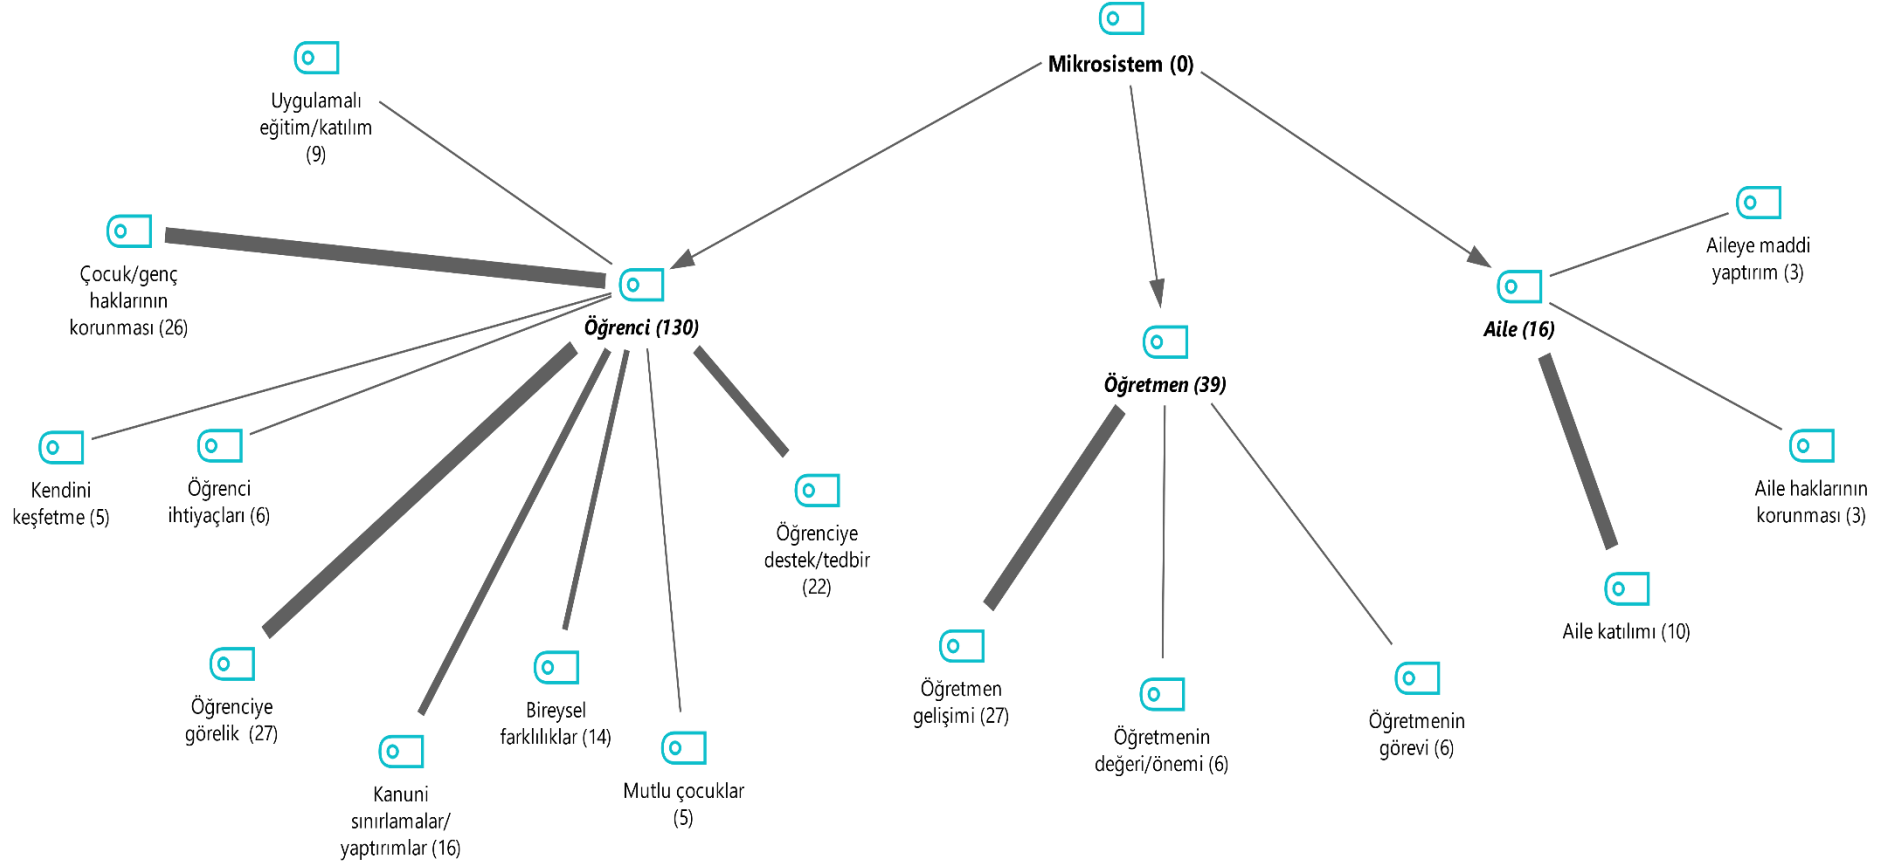 Mikrosistem (0)
Uygulamalı
eğitim/katılım
(9)
Çocuk/genç
haklarının
korunması (26)
Öğrenci (130)
Kendini
keşfetme (5)
Öğrenci
ihtiyaçları (6)
Öğrenciye
görelik (27)
Kanuni
sınırlamalar/
yaptırımlar (16)
Bireysel
farklılıklar (14)
Mutlu çocuklar
(5)
Öğrenciye
destek/tedbir
(22)
Öğretmen (39)
Öğretmen
gelişimi (27)
Öğretmenin
değeri/önemi (6)
Öğretmenin
görevi (6)
Aile (16)
Aileye maddi
yaptırım (3)
Aile haklarının
korunması (3)
Aile katılımı (10)